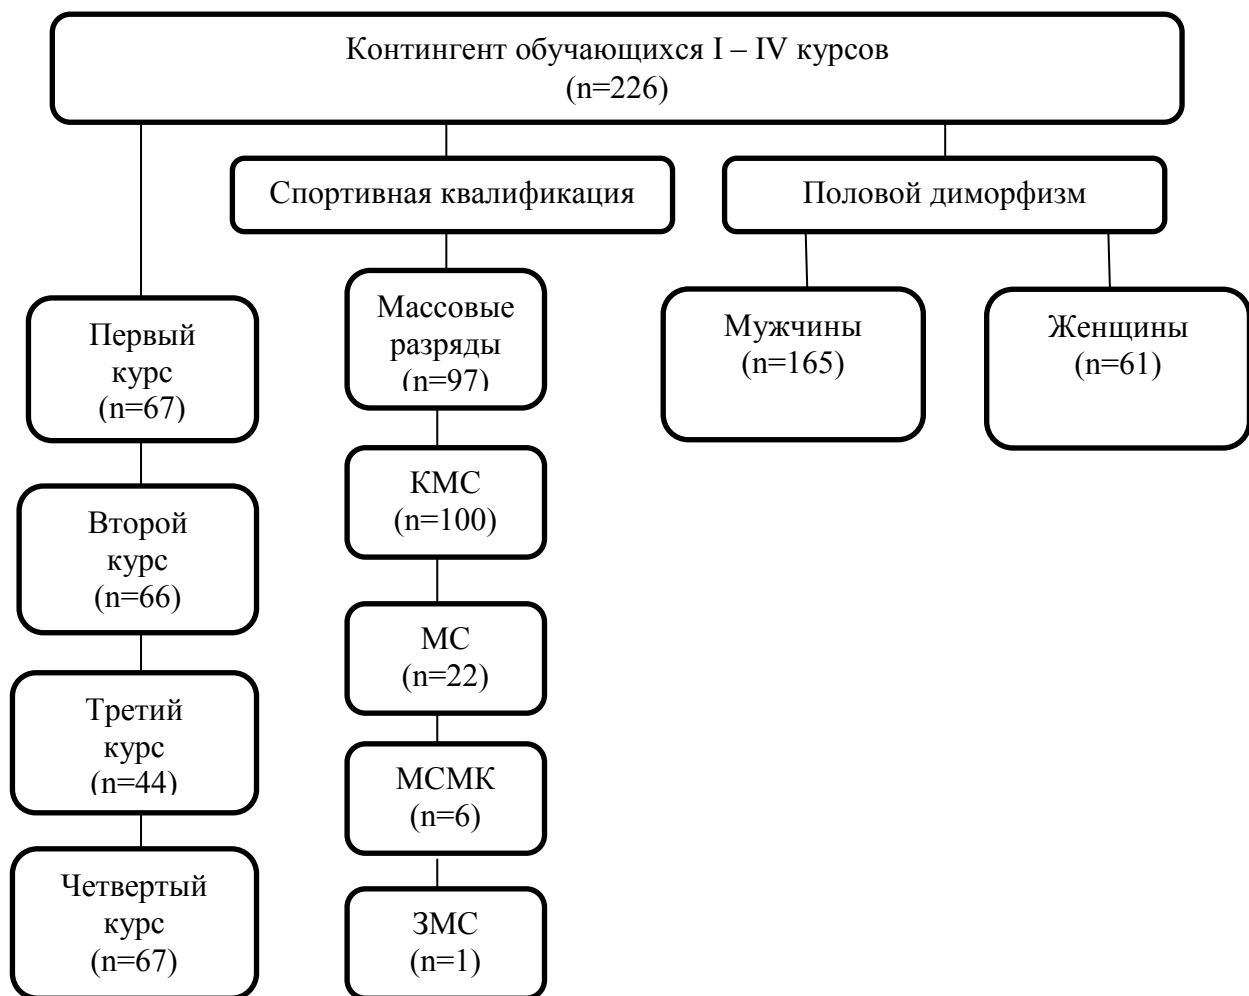 Контингент обучающихся I – IV курсов
(n=226)
Спортивная квалификация
Половой диморфизм
Первый
курс
(n=67)
Второй
курс
(n=66)
Третий
курс
(n=44)
Четвертый
курс
(n=67)
Массовые
разряды
(n=97)
КМС
(n=100)
МС
(n=22)
МСМК
(n=6)
ЗМС
(n=1)
Мужчины
(n=165)
Женщины
(n=61)